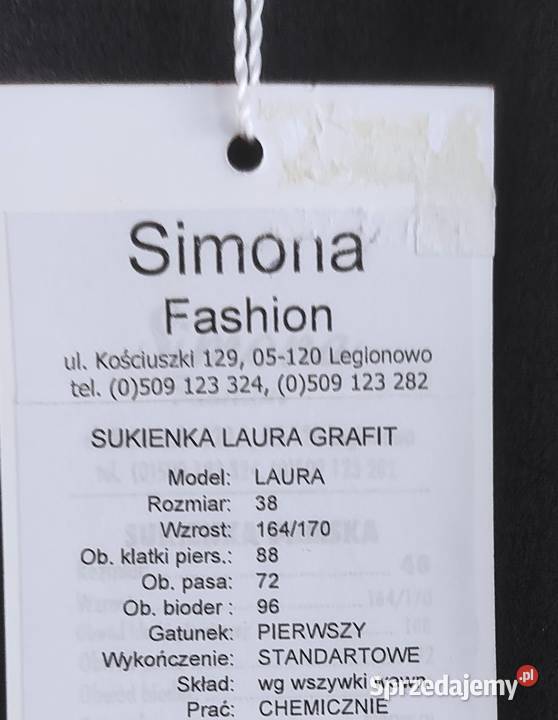 Simona
Fashion
ul. Kościuszki 129, 05-120 Legionowo
tel. (0)509 123 324, (0)509 123 282
SUKIENKA LAURA GRAFIT
Model: LAURA
Rozmiar: 38
Wzrost: 164/170
Ob. klatki piers.: 88
Ob. pasa: 72
Ob. bioder : 96
Gatunek: PIERWSZY
Wykończenie: STANDARTOWE
Skład: wg wszywki
Prać: CHEMICZNIE
Sprzedajemy.pl